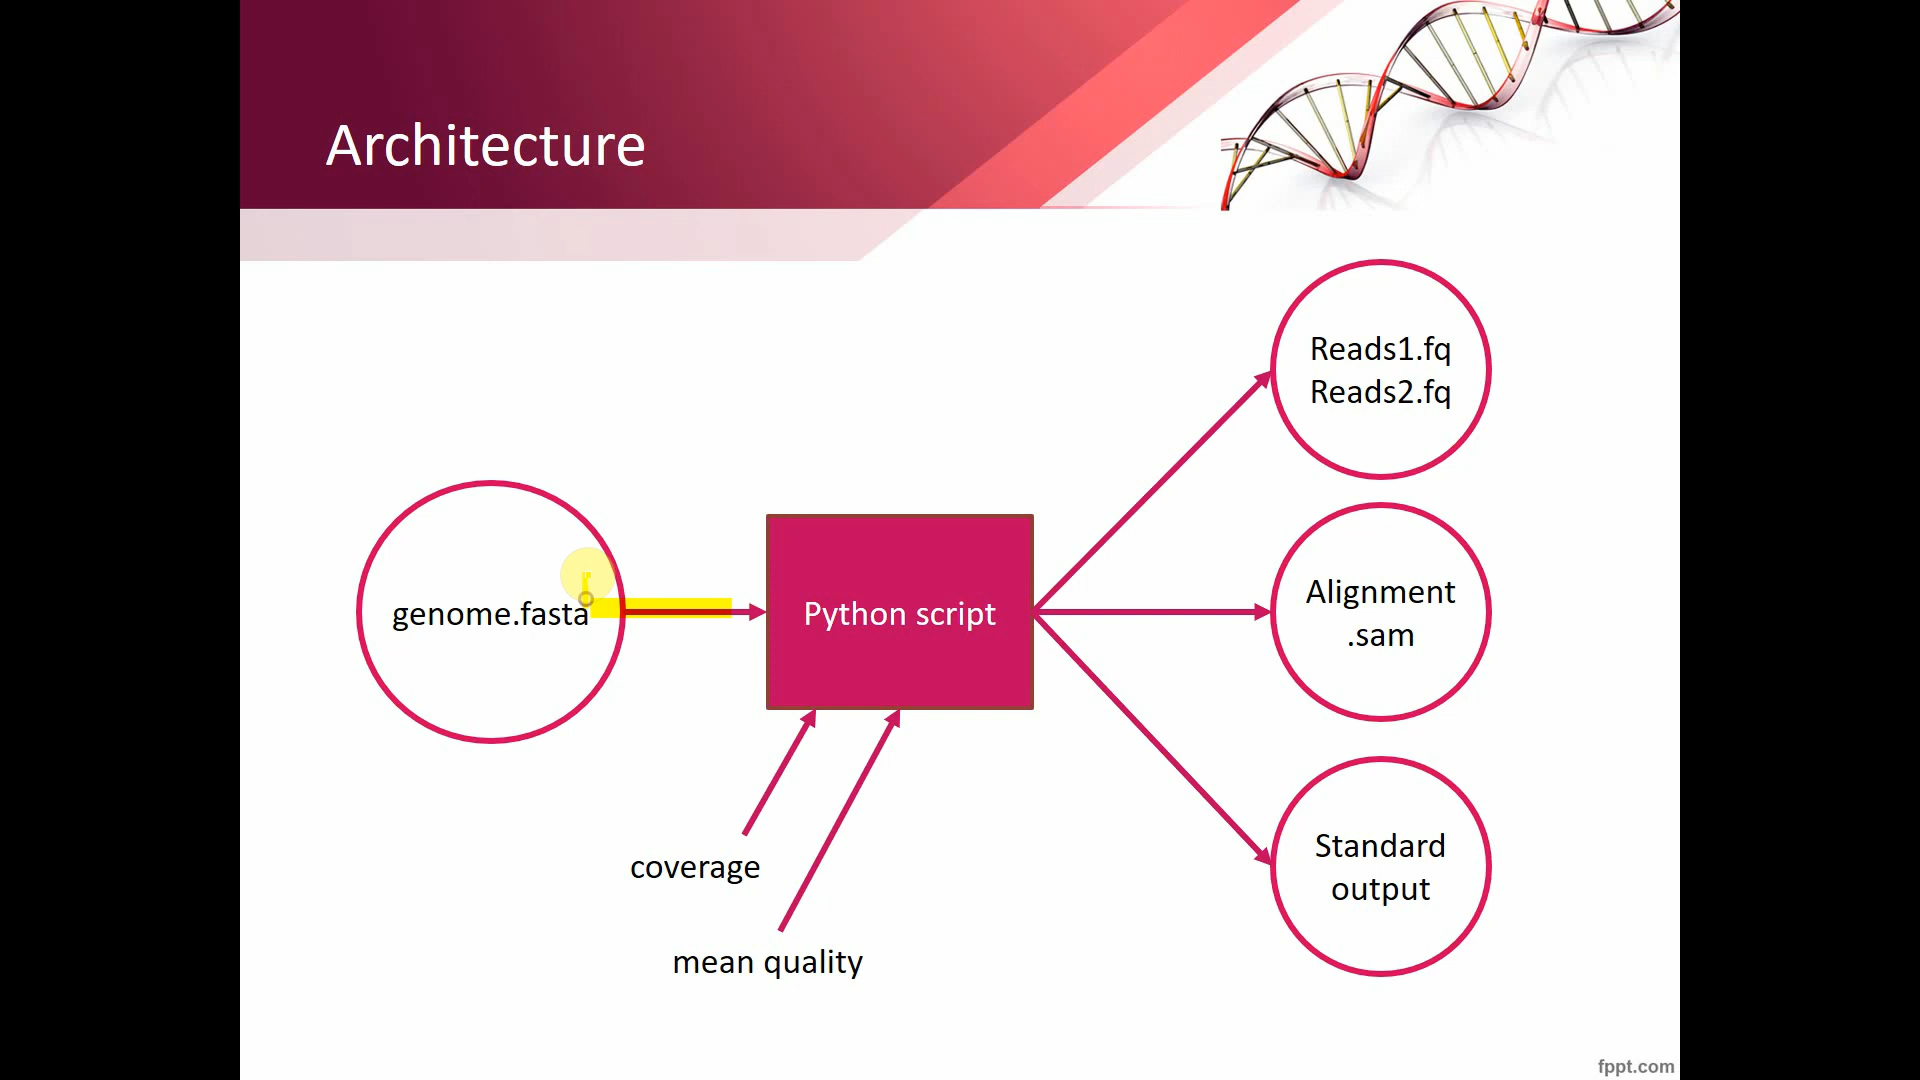 Architecture
Reads1.fq
Reads2.fq
genome.fasta
Python script
Alignment
.sam
coverage
mean quality
Standard
output
fppt.com